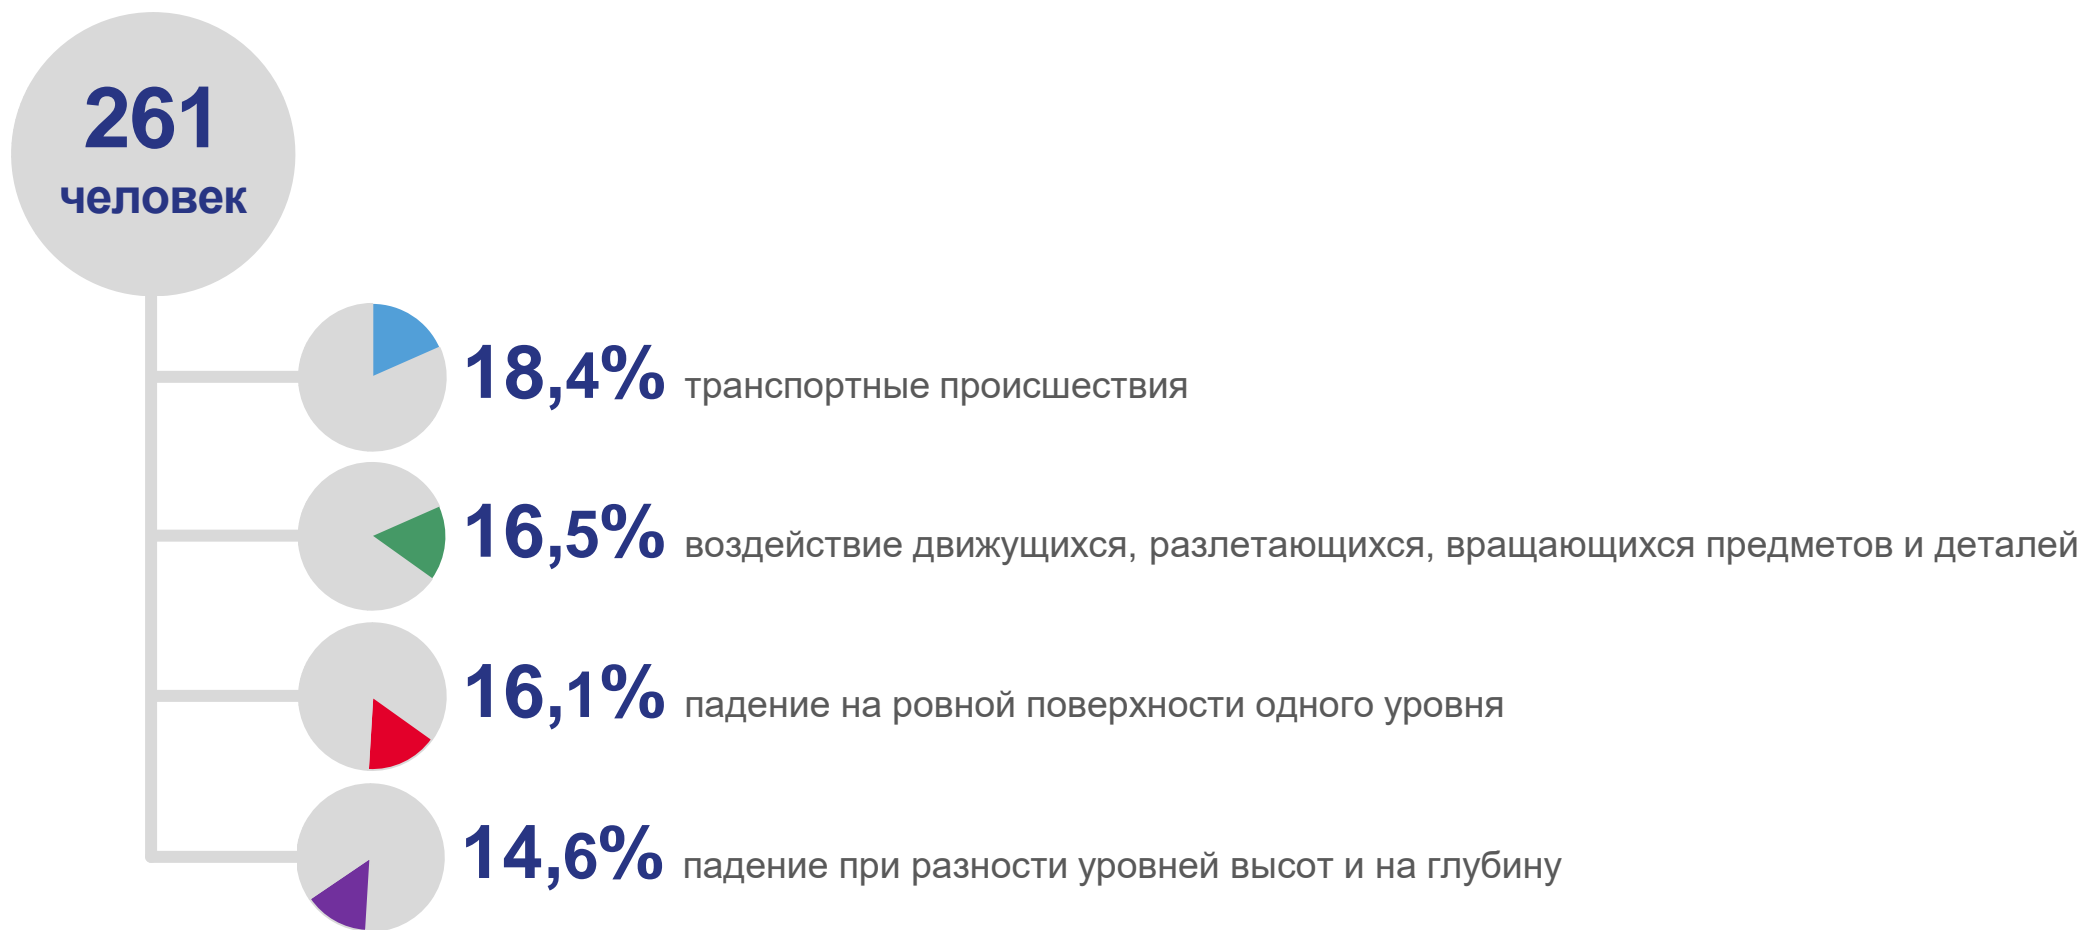 261
человек
18,4% транспортные происшествия
16,5% воздействие движущихся, разлетающихся, вращающихся предметов и деталей
16,1% падение на ровной поверхности одного уровня
14,6% падение при разности уровней высот и на глубину